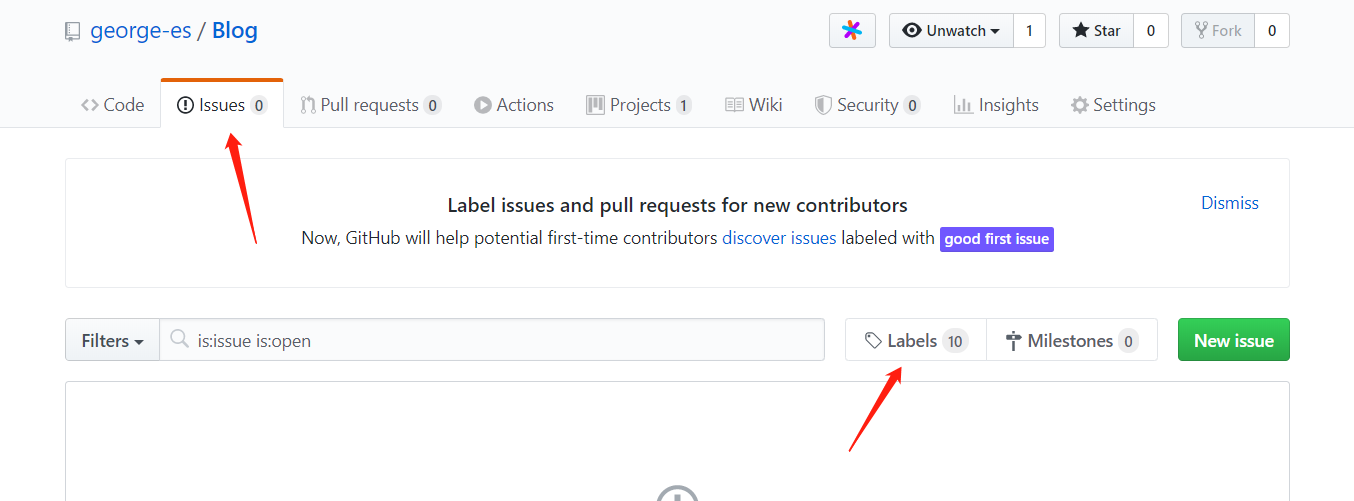 george-es / Blog
Unwatch 1 Star 0 Fork 0
Code Issues 0 Pull requests 0 Actions Projects 1 Wiki Security 0 Insights Settings
Label issues and pull requests for new contributors
Dismiss
Now, GitHub will help potential first-time contributors discover issues labeled with good first issue
Filters is:issue is:open Labels 10 Milestones 0 New issue